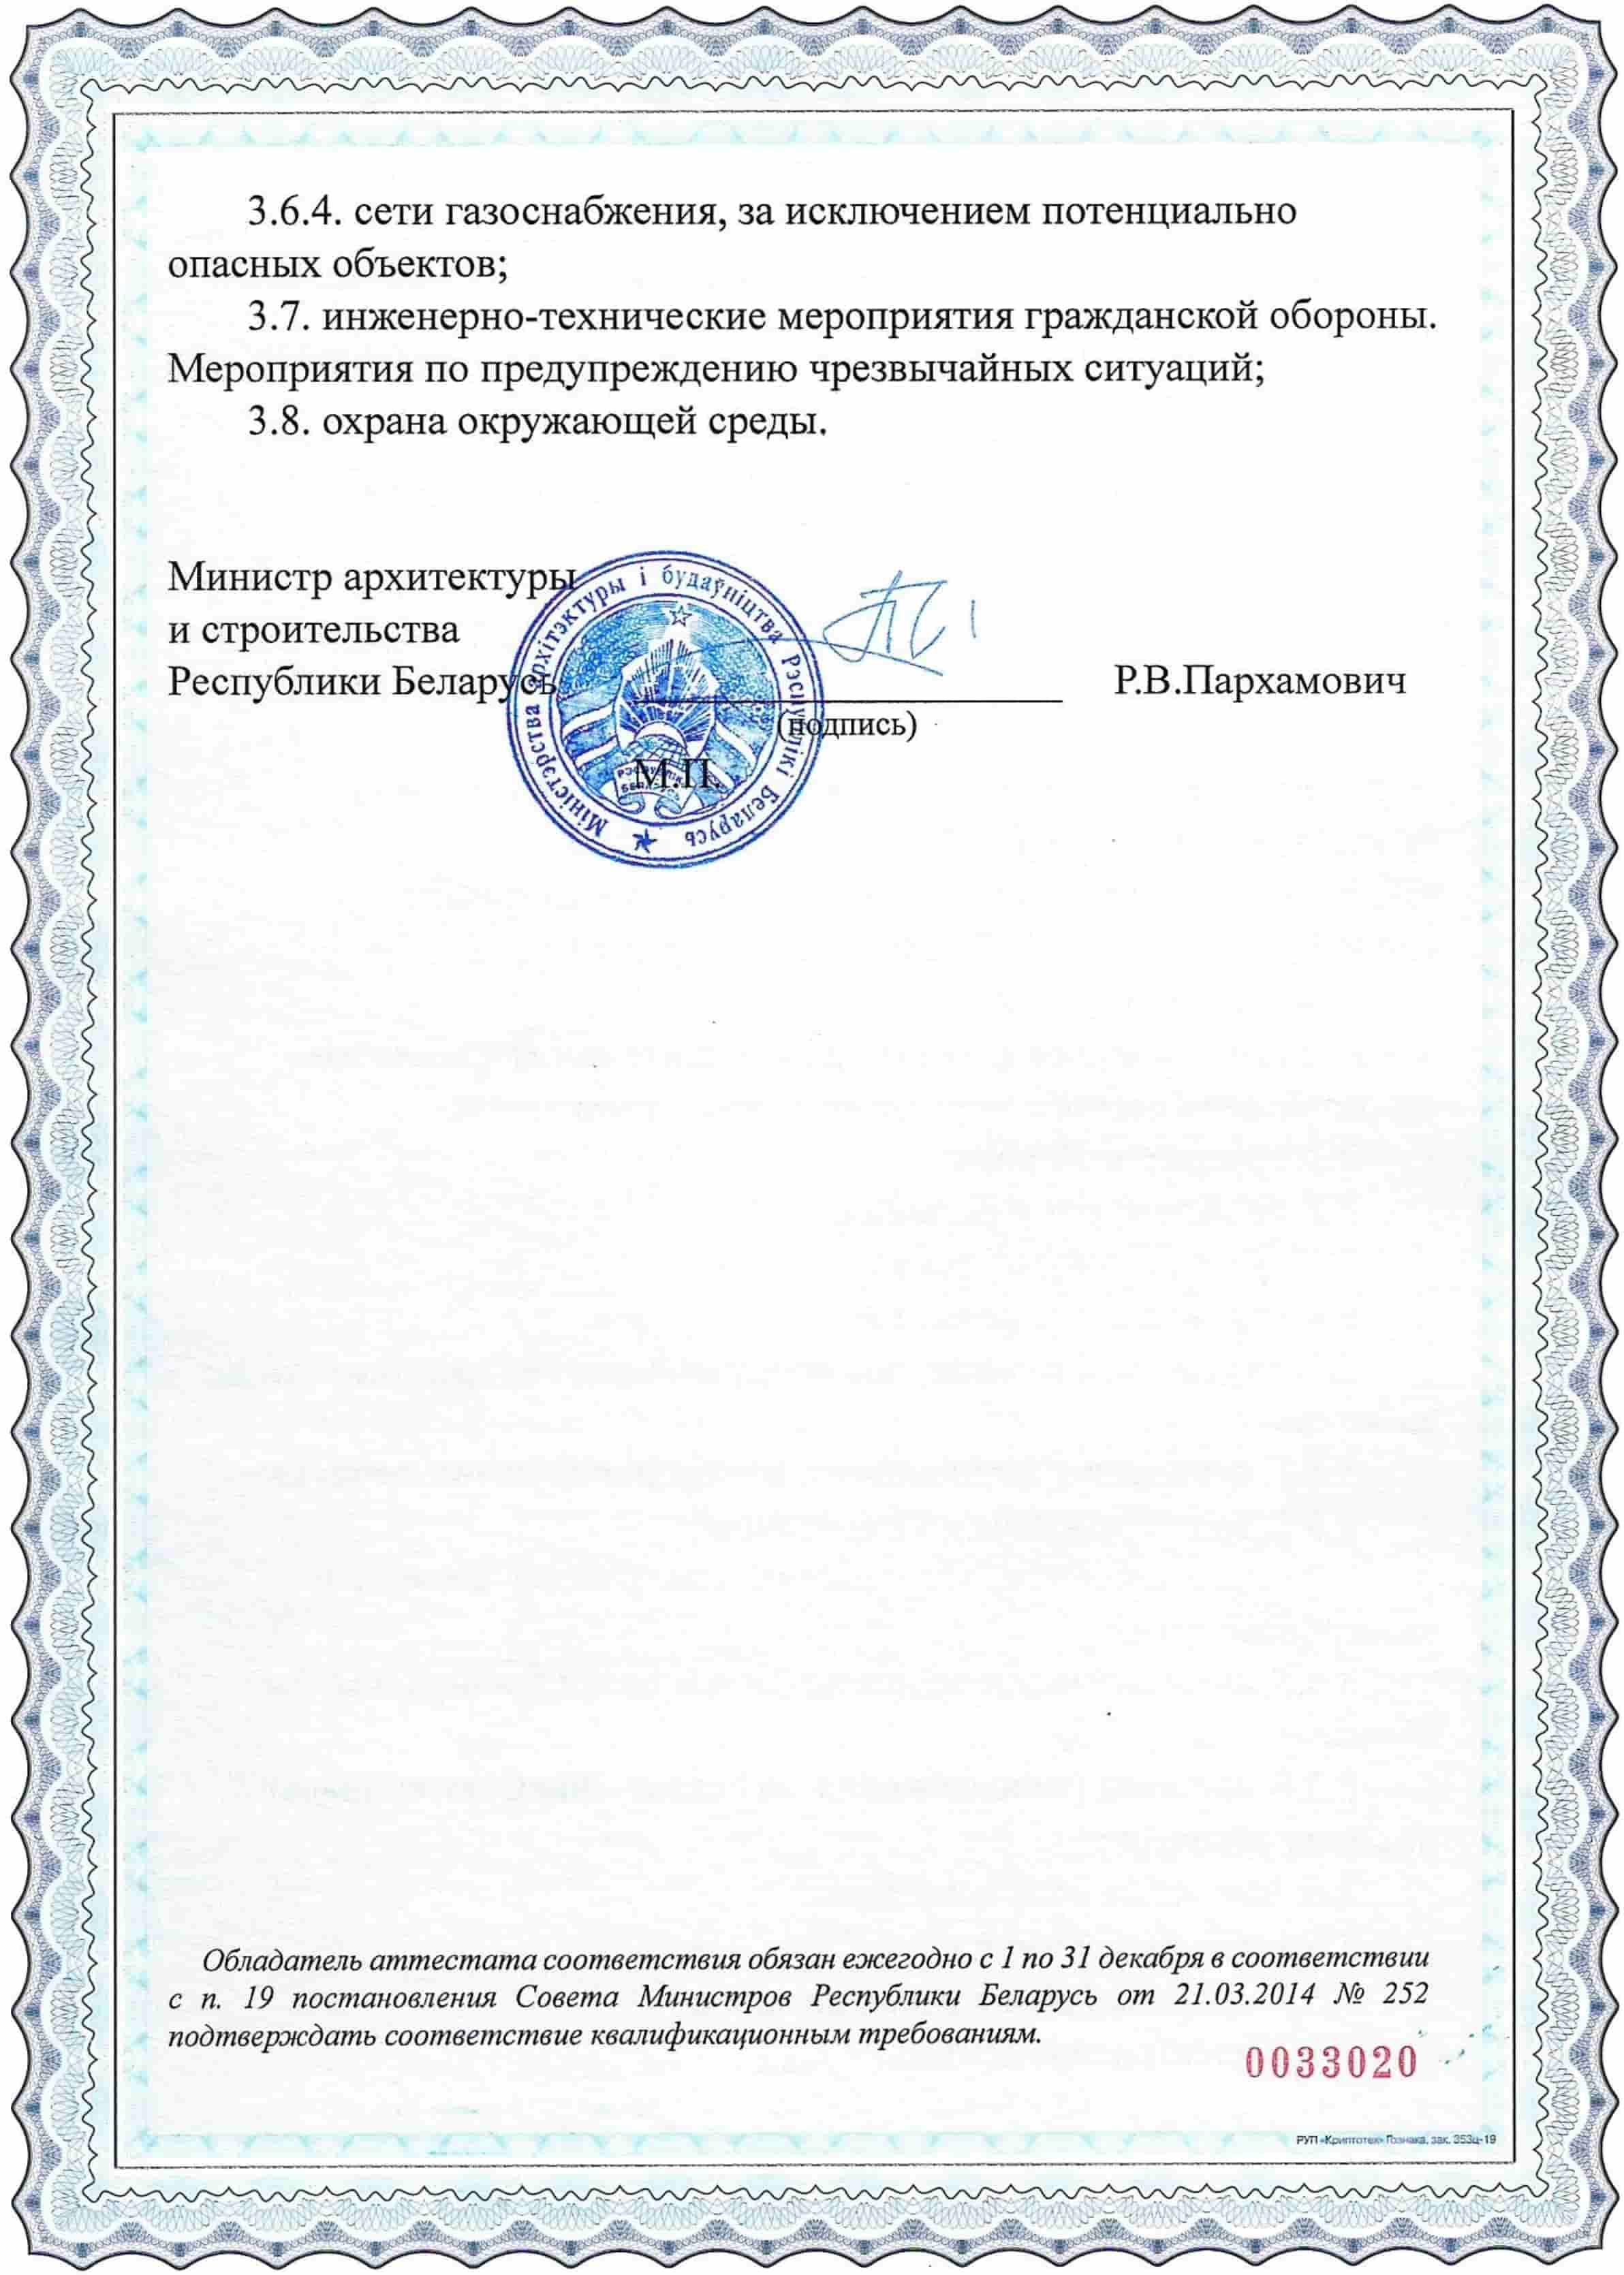 3.6.4. сети газоснабжения, за исключением потенциально
опасных объектов;
3.7. инженерно-технические мероприятия гражданской обороны.
Мероприятия по предупреждению чрезвычайных ситуаций;
3.8. охрана окружающей среды.
Министр архитектуры
и строительства
Республики Беларусь
Р.В.Пархамович
(подпись)
М.П.
Міністэрства архітэктуры і будаўніцтва Рэспублікі Беларусь
РЭСПУБЛІКА
БЕЛАРУСЬ
Обладатель аттестата соответствия обязан ежегодно с 1 по 31 декабря в соответствии
с п. 19 постановления Совета Министров Республики Беларусь от 21.03.2014 № 252
подтверждать соответствие квалификационным требованиям.
0033020
РУП «Криптотех» Гознака, зак. 353ц-19